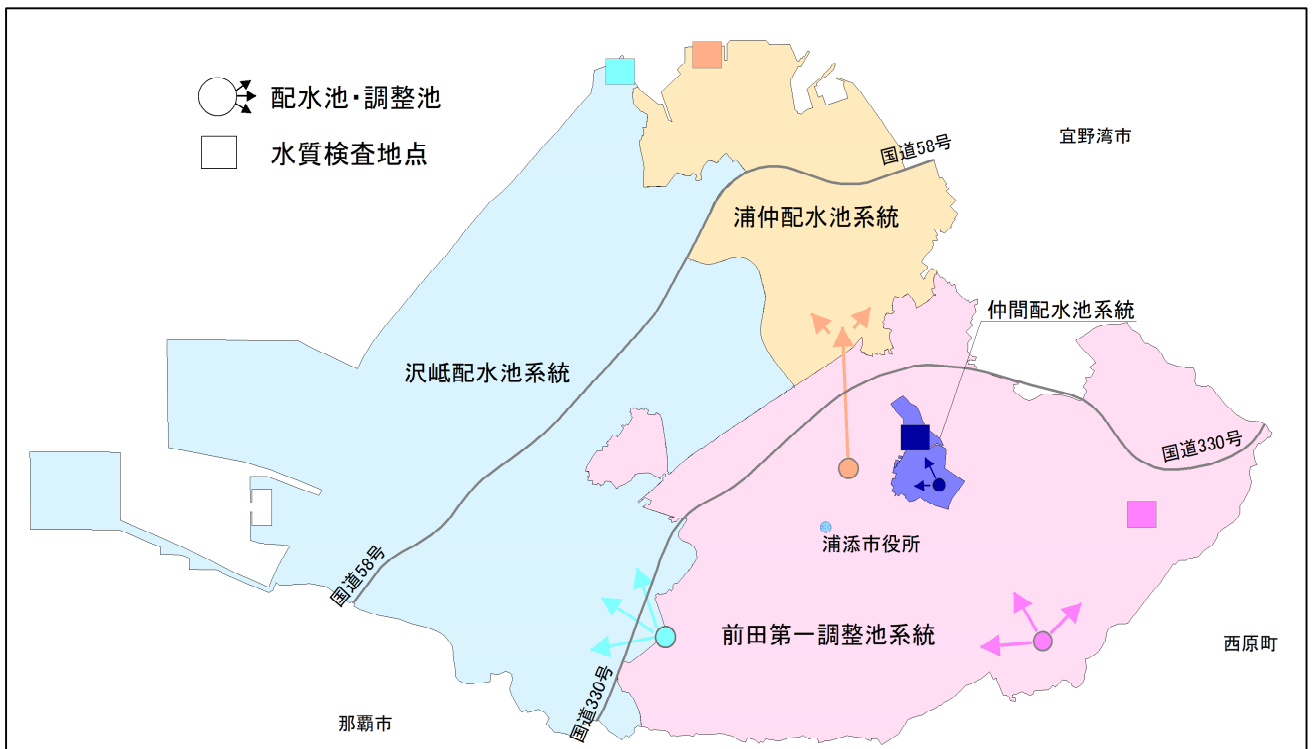 配水池・調整池
水質検査地点
宜野湾市
国道58号
浦仲配水池系統
仲間配水池系統
沢岻配水池系統
国道330号
浦添市役所
国道58号
前田第一調整池系統
西原町
国道330号
那覇市